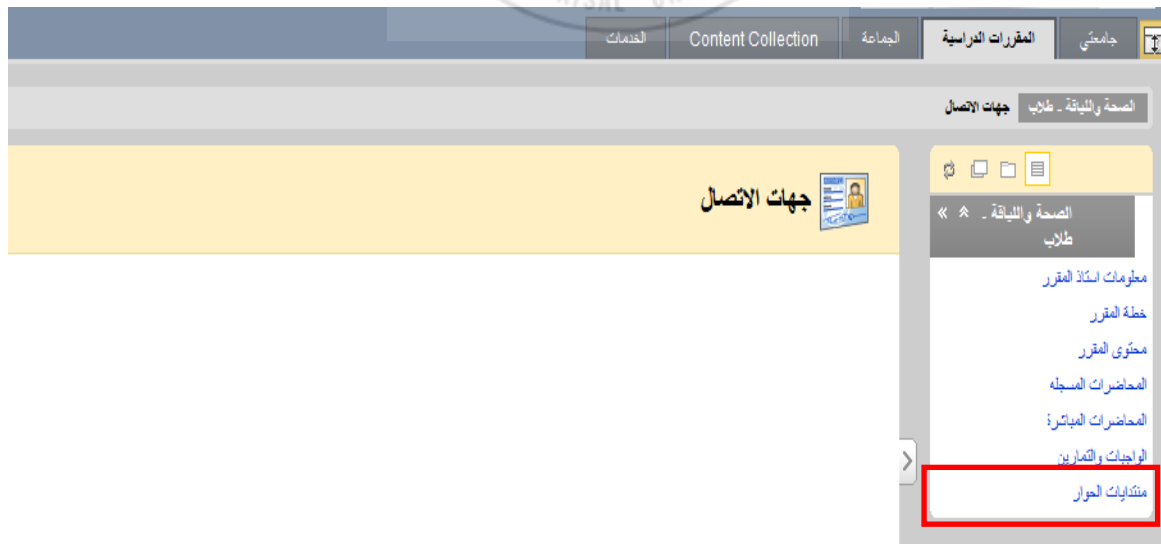 جامعتي المقررات الدراسية الجماعة Content Collection الخدمات
الصحة واللياقة ـ طلاب جهات الاتصال
جهات الاتصال
الصحة واللياقة ـ
طلاب
معلومات استاذ المقرر
خطة المقرر
محتوى المقرر
المحاضرات المسجله
المحاضرات المباشرة
الواجبات والتمارين
منتدايات الحوار